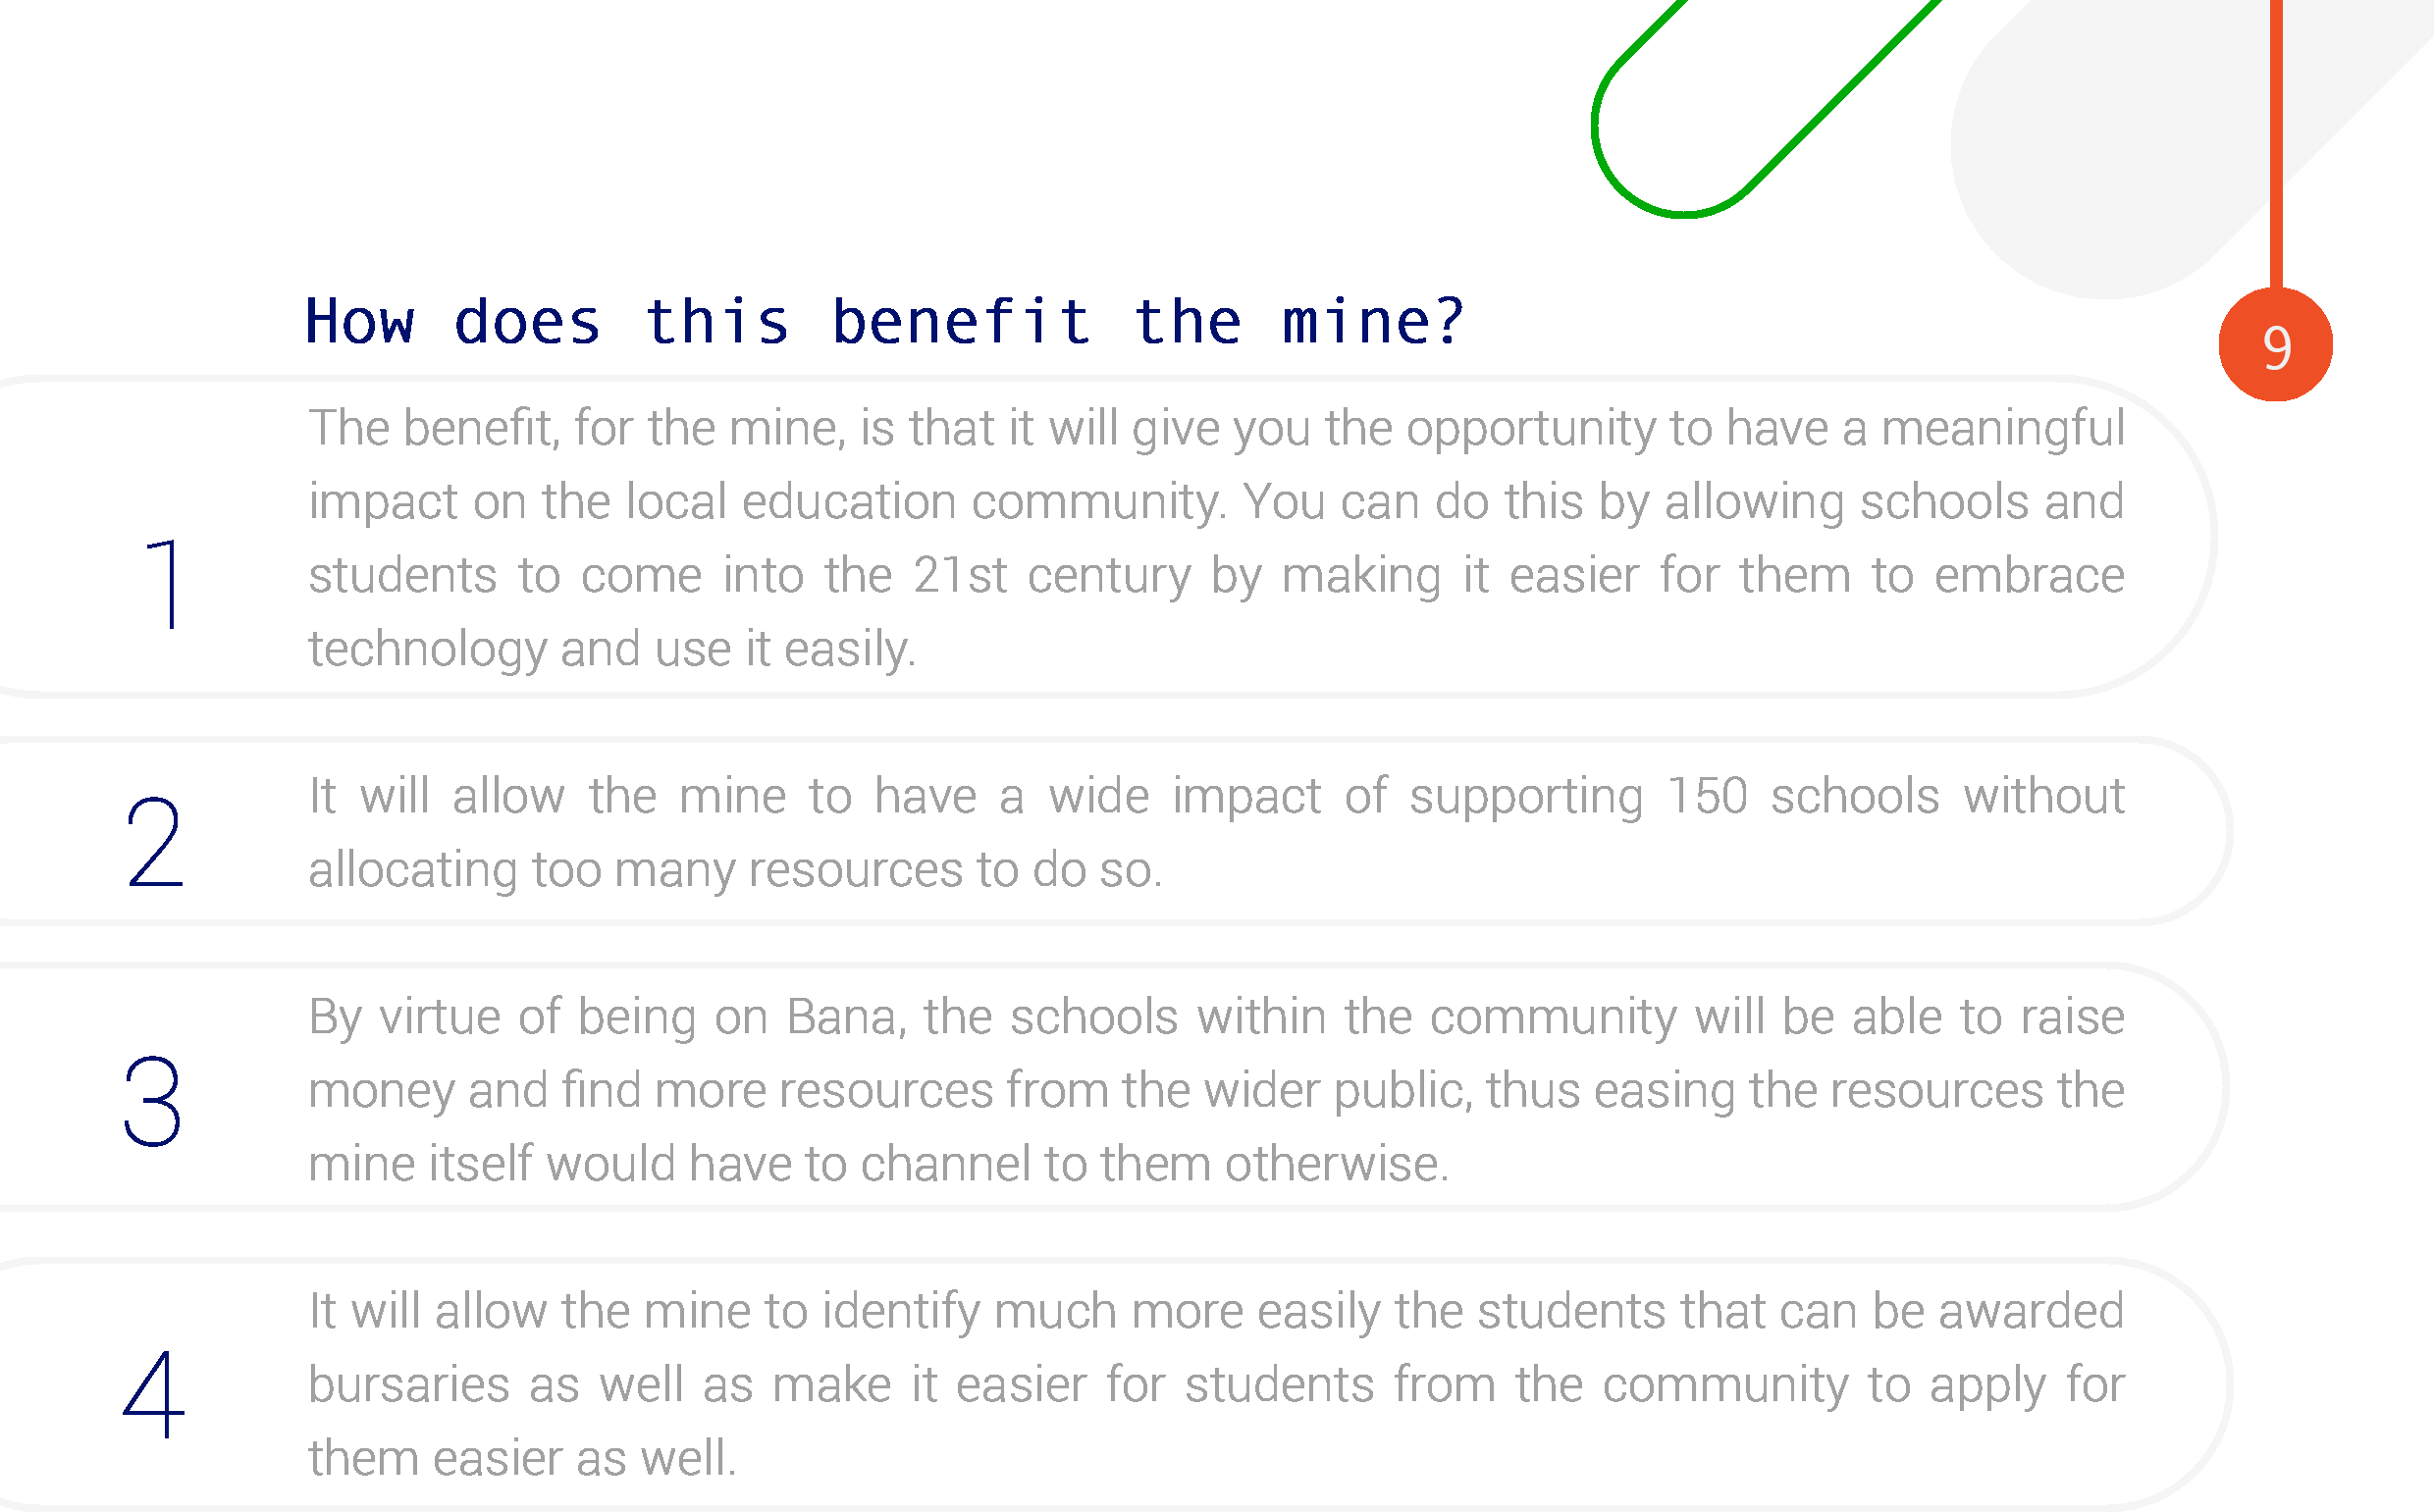 How does this benefit the mine?
9
1
The benefit, for the mine, is that it will give you the opportunity to have a meaningful
impact on the local education community. You can do this by allowing schools and
students to come into the 21st century by making it easier for them to embrace
technology and use it easily.
2
It will allow the mine to have a wide impact of supporting 150 schools without
allocating too many resources to do so.
3
By virtue of being on Bana, the schools within the community will be able to raise
money and find more resources from the wider public, thus easing the resources the
mine itself would have to channel to them otherwise.
4
It will allow the mine to identify much more easily the students that can be awarded
bursaries as well as make it easier for students from the community to apply for
them easier as well.